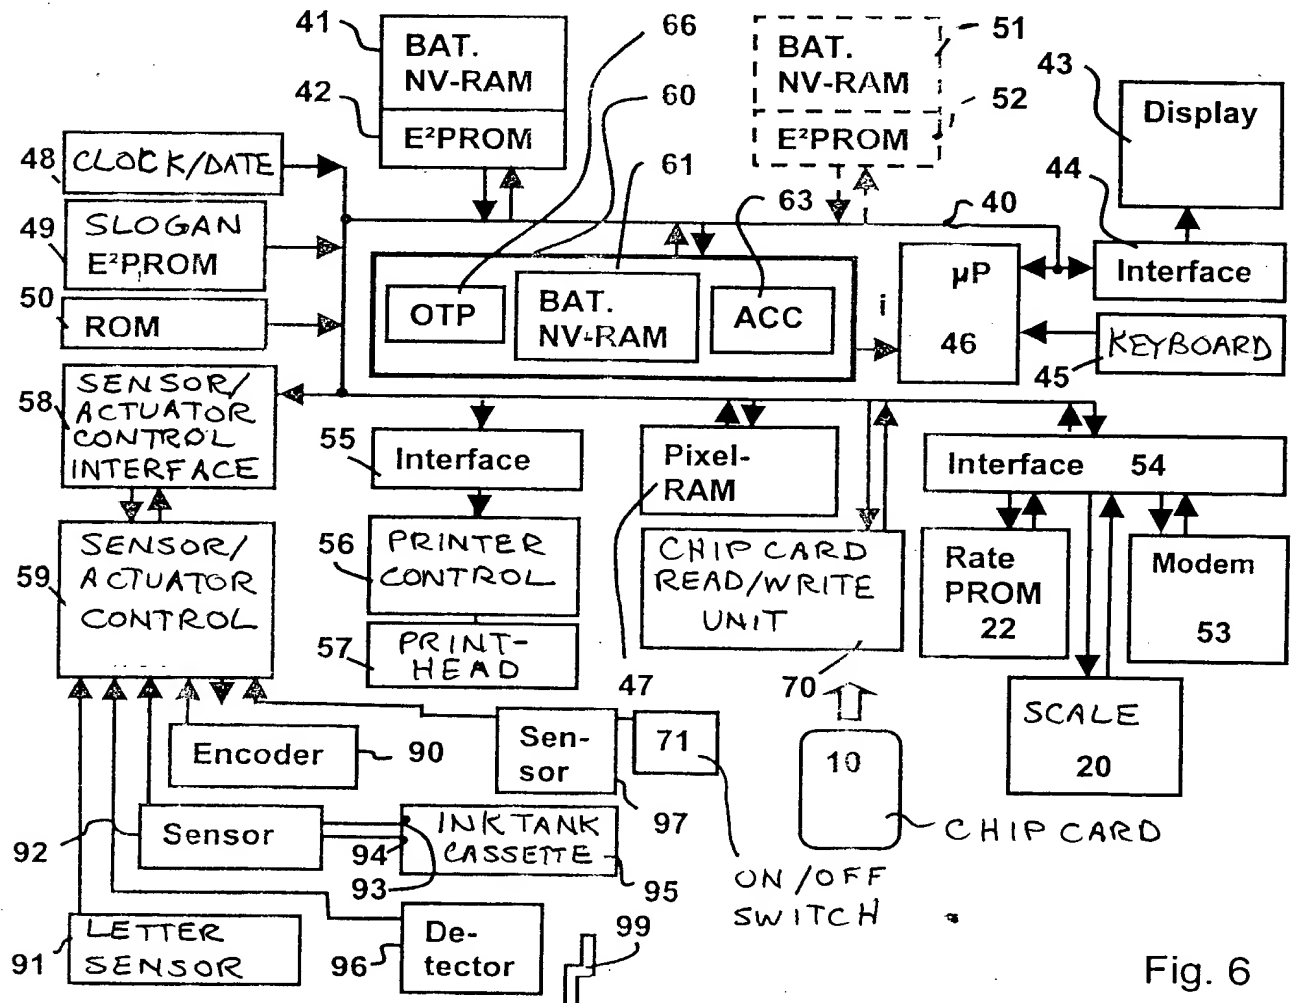 41
BAT.
NV-RAM
66
BAT.
NV-RAM
51
42
E²PROM
60
E²PROM
52
43
Display
48
CLOCK/DATE
61
63
40
44
49
SLOGAN
E²PROM
Interface
50
ROM
OTP
BAT.
NV-RAM
ACC
i
µP
46
45
KEYBOARD
58
SENSOR/
ACTUATOR
CONTROL
INTERFACE
55
Interface
Pixel-
RAM
Interface 54
59
SENSOR/
ACTUATOR
CONTROL
56
PRINTER
CONTROL
CHIP CARD
READ/WRITE
UNIT
Rate
PROM
22
Modem
53
57
PRINT-
HEAD
47
70
SCALE
20
Encoder
90
Sen-
sor
71
97
10
CHIP CARD
92
Sensor
94
93
INK TANK
CASSETTE
95
ON/OFF
SWITCH
91
LETTER
SENSOR
96
De-
tector
99
Fig. 6